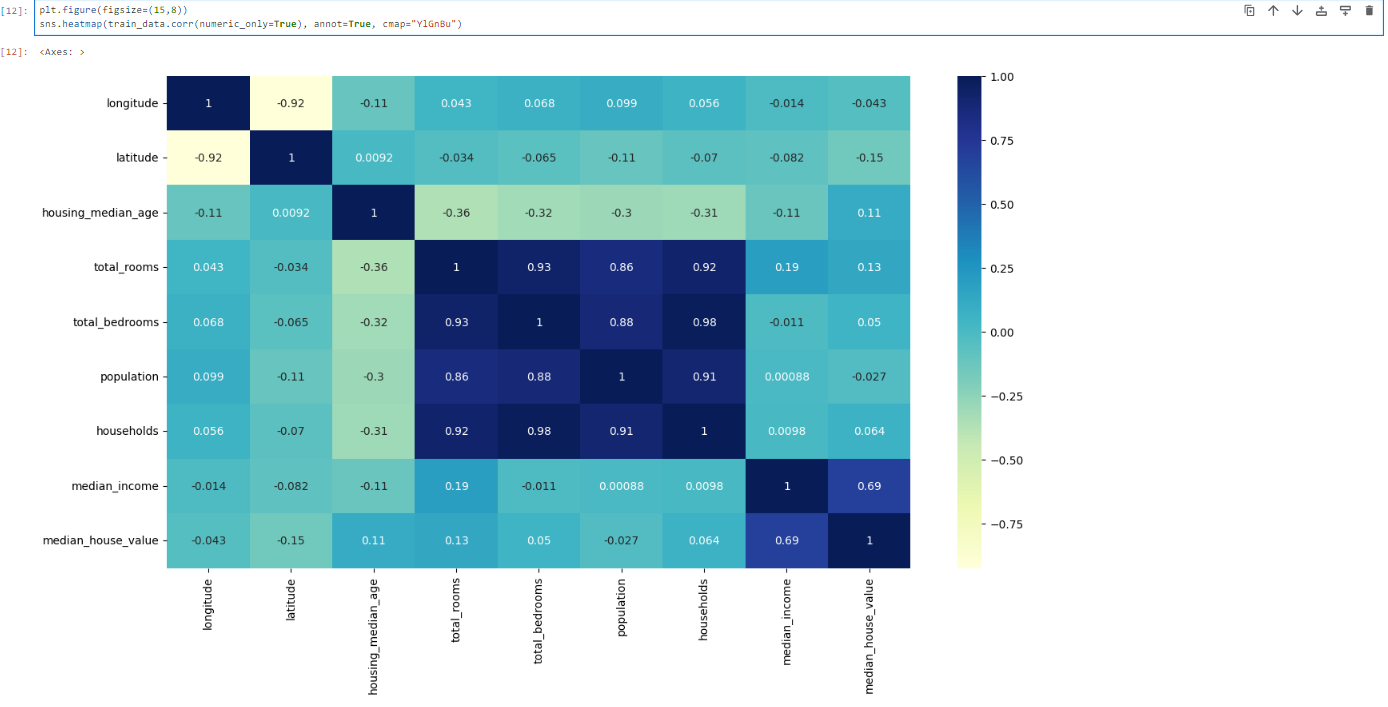 [12]: plt.figure(figsize=(15,8))
sns.heatmap(train_data.corr(numeric_only=True), annot=True, cmap="YlGnBu")
[12]: <Axes: >
longitude 1 -0.92 -0.11 0.043 0.068 0.099 0.056 -0.014 -0.043
latitude -0.92 1 0.0092 -0.034 -0.065 -0.11 -0.07 -0.082 -0.15
housing_median_age -0.11 0.0092 1 -0.36 -0.32 -0.3 -0.31 -0.11 0.11
total_rooms 0.043 -0.034 -0.36 1 0.93 0.86 0.92 0.19 0.13
total_bedrooms 0.068 -0.065 -0.32 0.93 1 0.88 0.98 -0.011 0.05
population 0.099 -0.11 -0.3 0.86 0.88 1 0.91 0.00088 -0.027
households 0.056 -0.07 -0.31 0.92 0.98 0.91 1 0.0098 0.064
median_income -0.014 -0.082 -0.11 0.19 -0.011 0.00088 0.0098 1 0.69
median_house_value -0.043 -0.15 0.11 0.13 0.05 -0.027 0.064 0.69 1
longitude
latitude
housing_median_age
total_rooms
total_bedrooms
population
households
median_income
median_house_value
1.00
0.75
0.50
0.25
0.00
−0.25
−0.50
−0.75